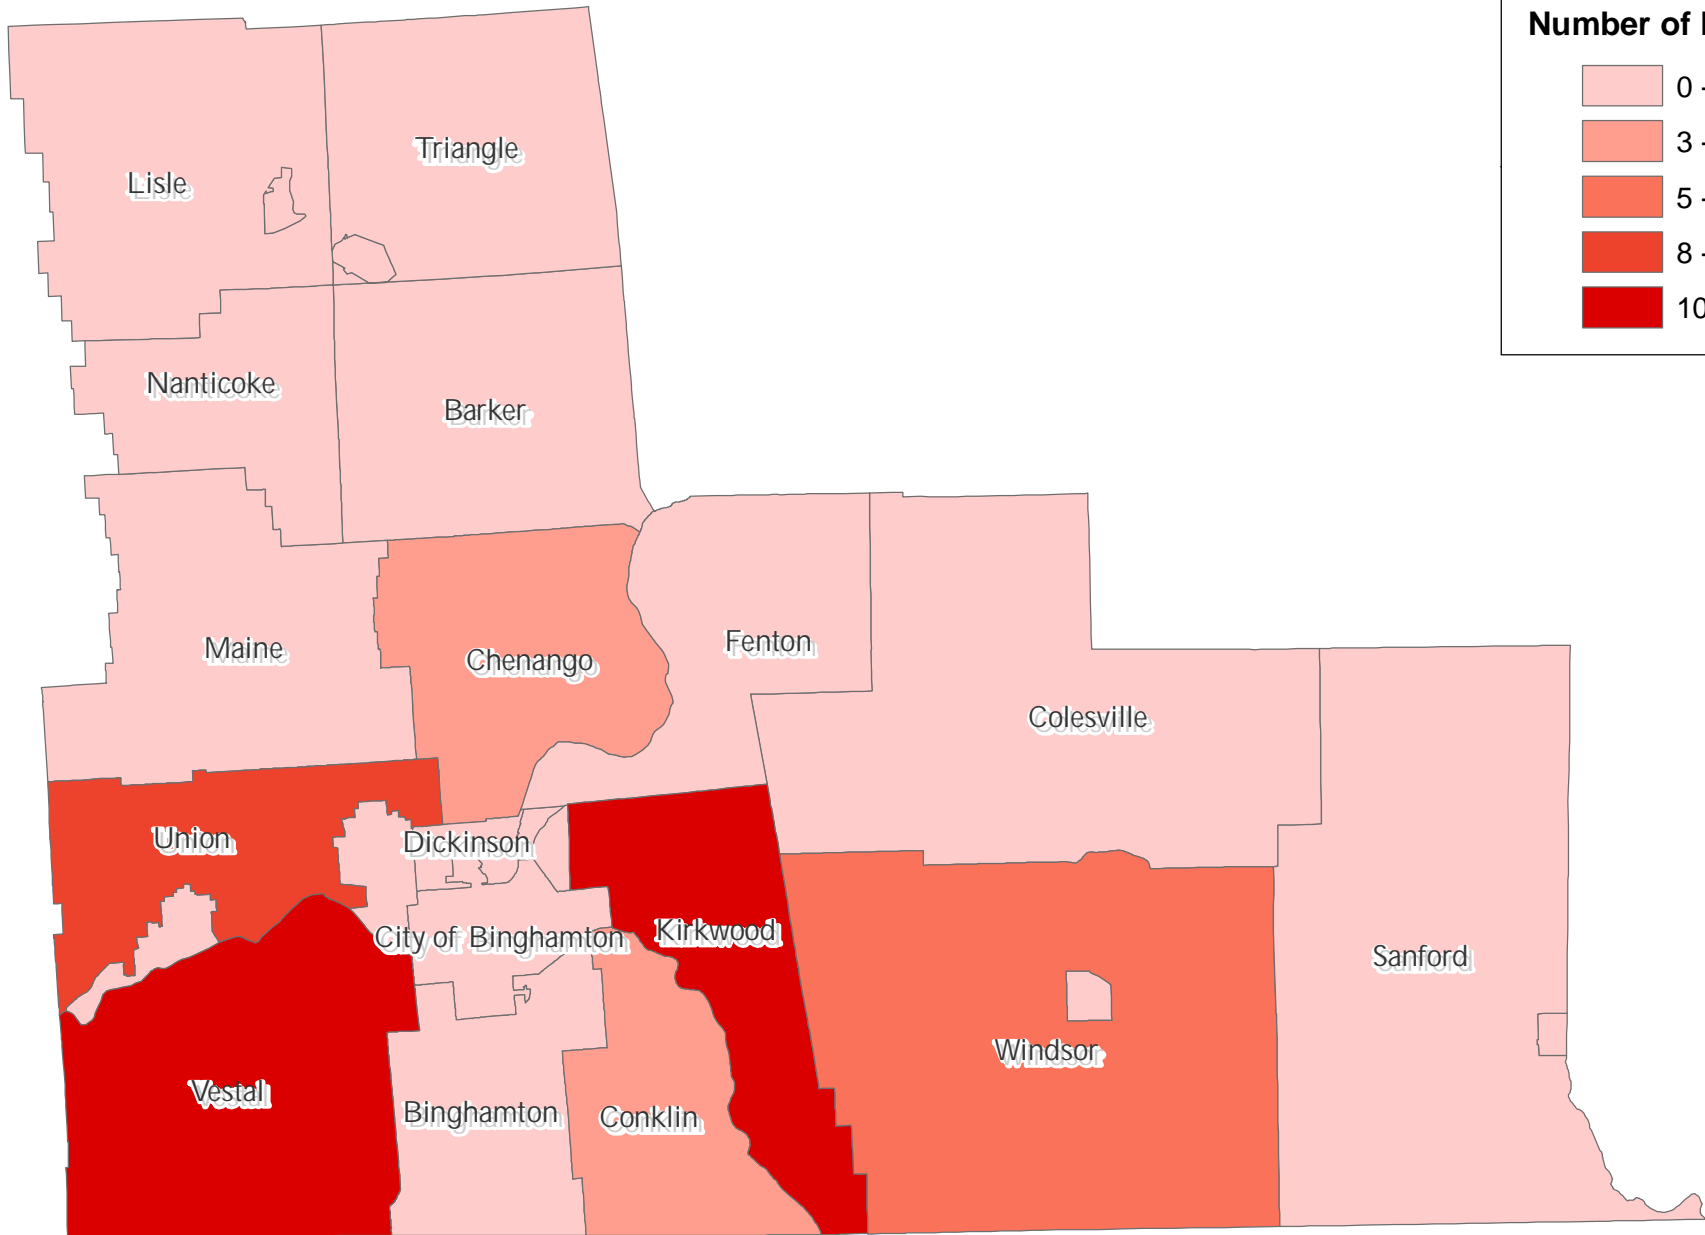 Number of
0 -
3 -
5 -
8 -
10
Triangle
Lisle
Nanticoke
Barker
Maine
Chenango
Fenton
Colesville
Union
Dickinson
City of Binghamton
Kirkwood
Sanford
Windsor
Vestal
Binghamton
Conklin